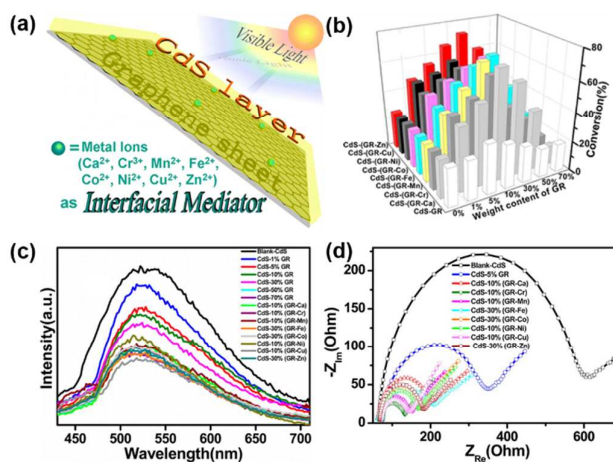 (a)
CdS layer
Graphene sheet
Visible Light
= Metal Ions
(Ca²⁺, Cr³⁺, Mn²⁺, Fe²⁺,
Co²⁺, Ni²⁺, Cu²⁺, Zn²⁺)
as Interfacial Mediator
(b)
80
60
40
20
0
Conversion(%)
CdS-(GR-Zn)
CdS-(GR-Cu)
CdS-(GR-Ni)
CdS-(GR-Co)
CdS-(GR-Fe)
CdS-(GR-Mn)
CdS-(GR-Cr)
CdS-(GR-Ca)
CdS-GR
0% 1% 5% 10% 30% 50% 70%
Weight content of GR
(c)
Intensity(a.u.)
Blank-CdS
CdS-1% GR
CdS-5% GR
CdS-10% GR
CdS-30% GR
CdS-50% GR
CdS-70% GR
CdS-10% (GR-Ca)
CdS-10% (GR-Cr)
CdS-10% (GR-Mn)
CdS-30% (GR-Fe)
CdS-30% (GR-Co)
CdS-10% (GR-Ni)
CdS-10% (GR-Cu)
CdS-30% (GR-Zn)
450 500 550 600 650 700
Wavelength(nm)
(d)
-Z_Im (Ohm)
200
150
100
50
0
Blank-CdS
CdS-5% GR
CdS-10% (GR-Ca)
CdS-10% (GR-Cr)
CdS-10% (GR-Mn)
CdS-30% (GR-Fe)
CdS-30% (GR-Co)
CdS-10% (GR-Ni)
CdS-10% (GR-Cu)
CdS-30% (GR-Zn)
200 400 600
Z_Re(Ohm)